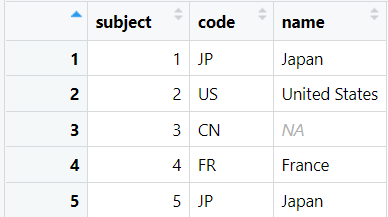 subject code name
1 1 JP Japan
2 2 US United States
3 3 CN NA
4 4 FR France
5 5 JP Japan